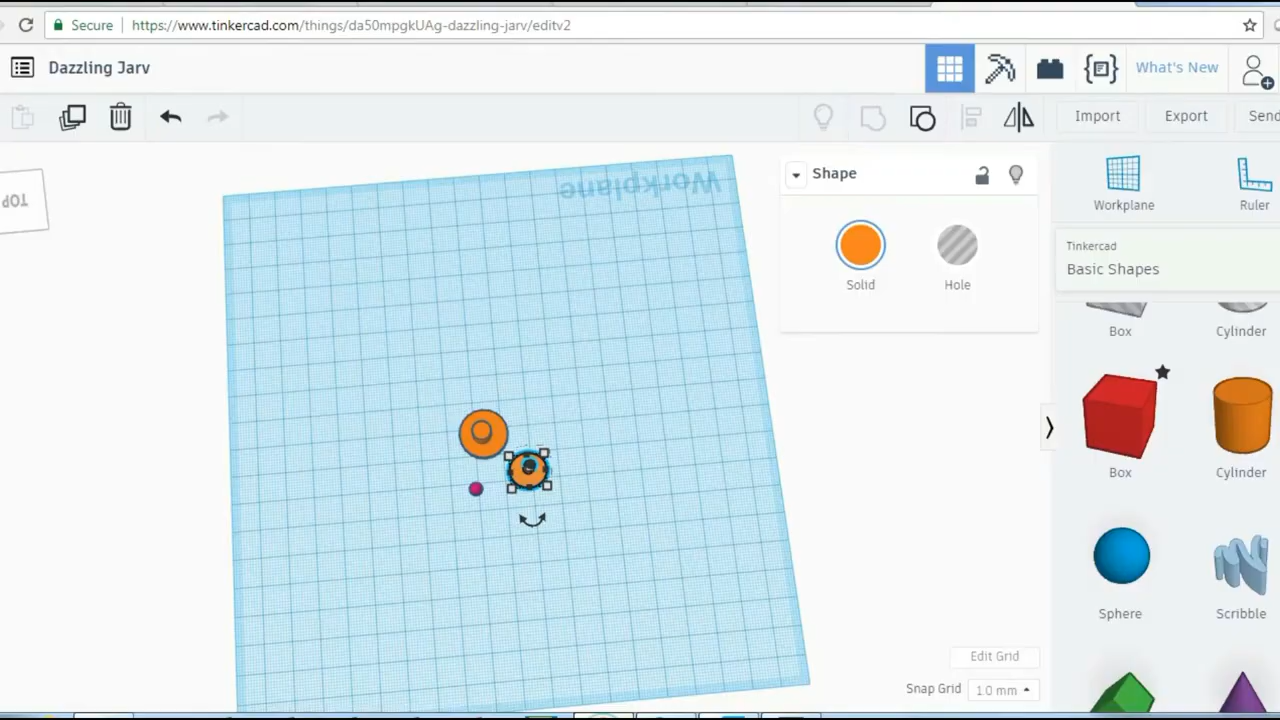 Secure
https://www.tinkercad.com/things/da50mpgkUAg-dazzling-jarv/editv2
Dazzling Jarv
What's New
Import
Export
Send
TOP
Workplane
Shape
Solid
Hole
Workplane
Ruler
Tinkercad
Basic Shapes
Box
Cylinder
Box
Cylinder
Sphere
Scribble
Edit Grid
Snap Grid
1.0 mm